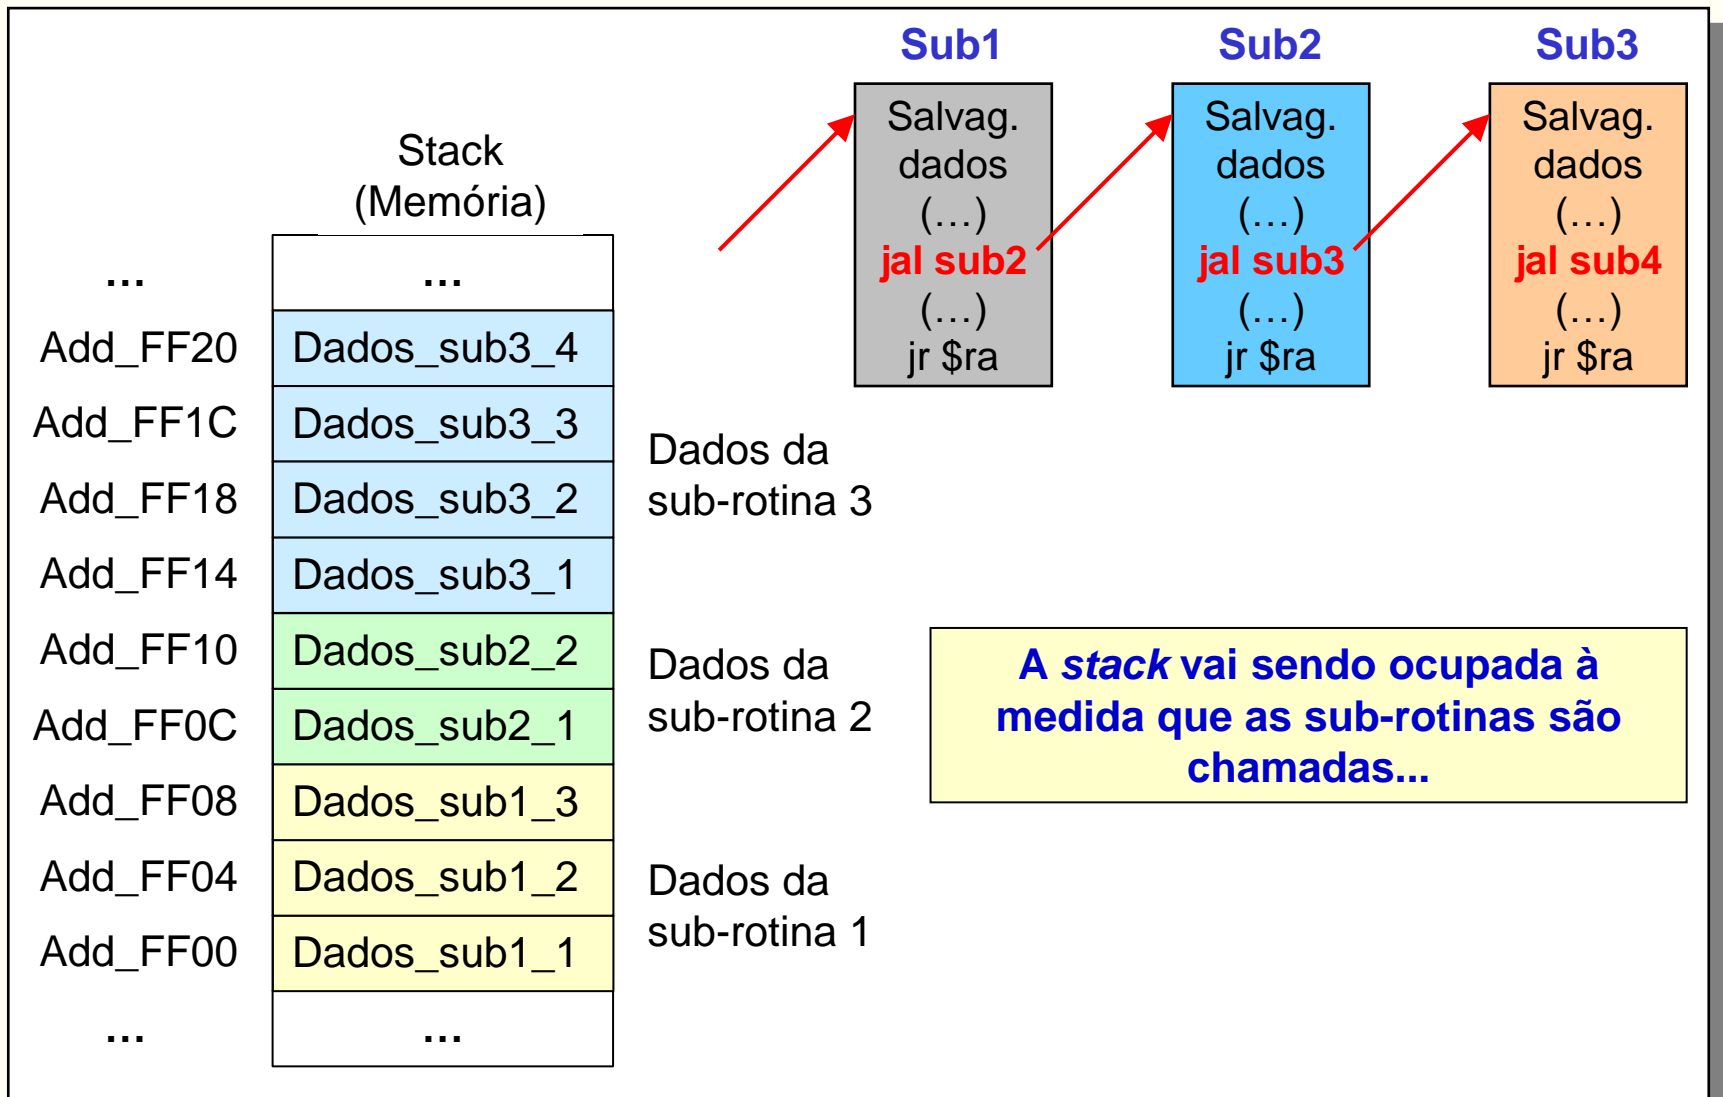 Sub1
Sub2
Sub3
Salvag.
dados
(...)
jal sub2
(...)
jr $ra
Salvag.
dados
(...)
jal sub3
(...)
jr $ra
Salvag.
dados
(...)
jal sub4
(...)
jr $ra
Stack
(Memória)
... ...
Add_FF20 Dados_sub3_4
Add_FF1C Dados_sub3_3
Add_FF18 Dados_sub3_2
Add_FF14 Dados_sub3_1
Add_FF10 Dados_sub2_2
Add_FF0C Dados_sub2_1
Add_FF08 Dados_sub1_3
Add_FF04 Dados_sub1_2
Add_FF00 Dados_sub1_1
... ...
Dados da
sub-rotina 3
Dados da
sub-rotina 2
Dados da
sub-rotina 1
A stack vai sendo ocupada à
medida que as sub-rotinas são
chamadas...